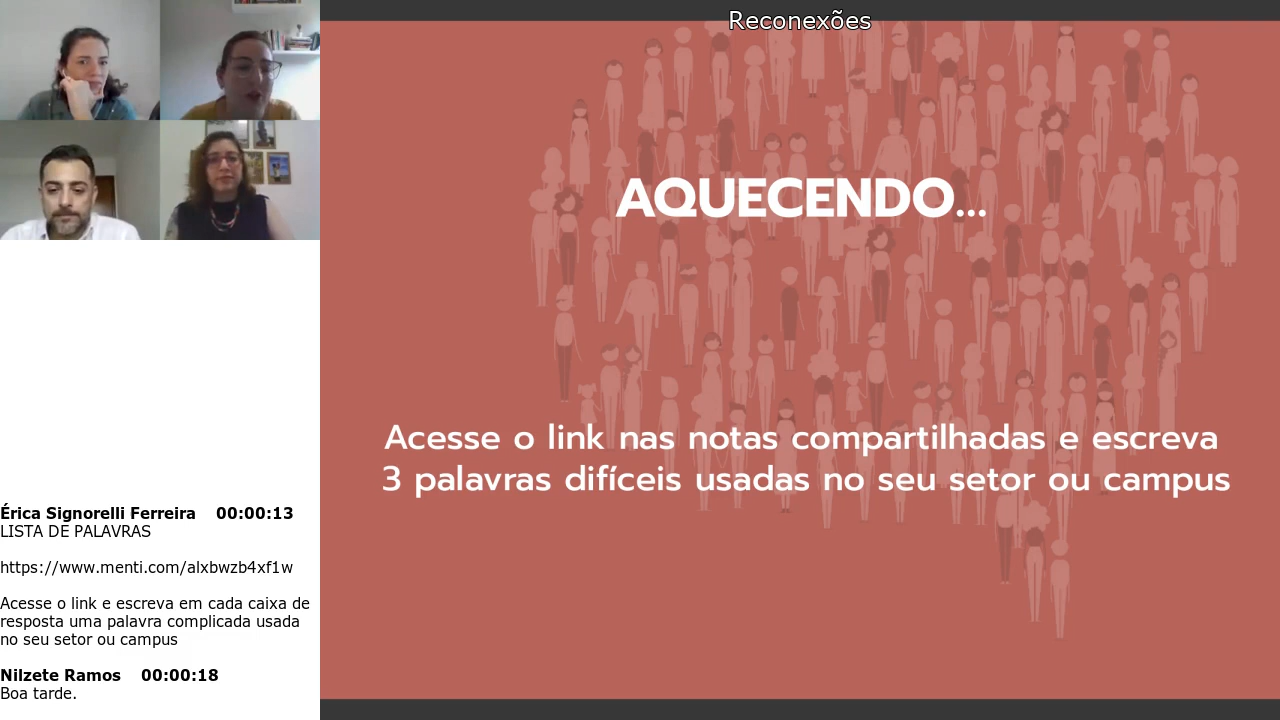 Reconexões
AQUECENDO...
Acesse o link nas notas compartilhadas e escreva
3 palavras difíceis usadas no seu setor ou campus
Érica Signorelli Ferreira 00:00:13
LISTA DE PALAVRAS
https://www.menti.com/alxbwzb4xf1w
Acesse o link e escreva em cada caixa de
resposta uma palavra complicada usada
no seu setor ou campus
Nilzete Ramos 00:00:18
Boa tarde.